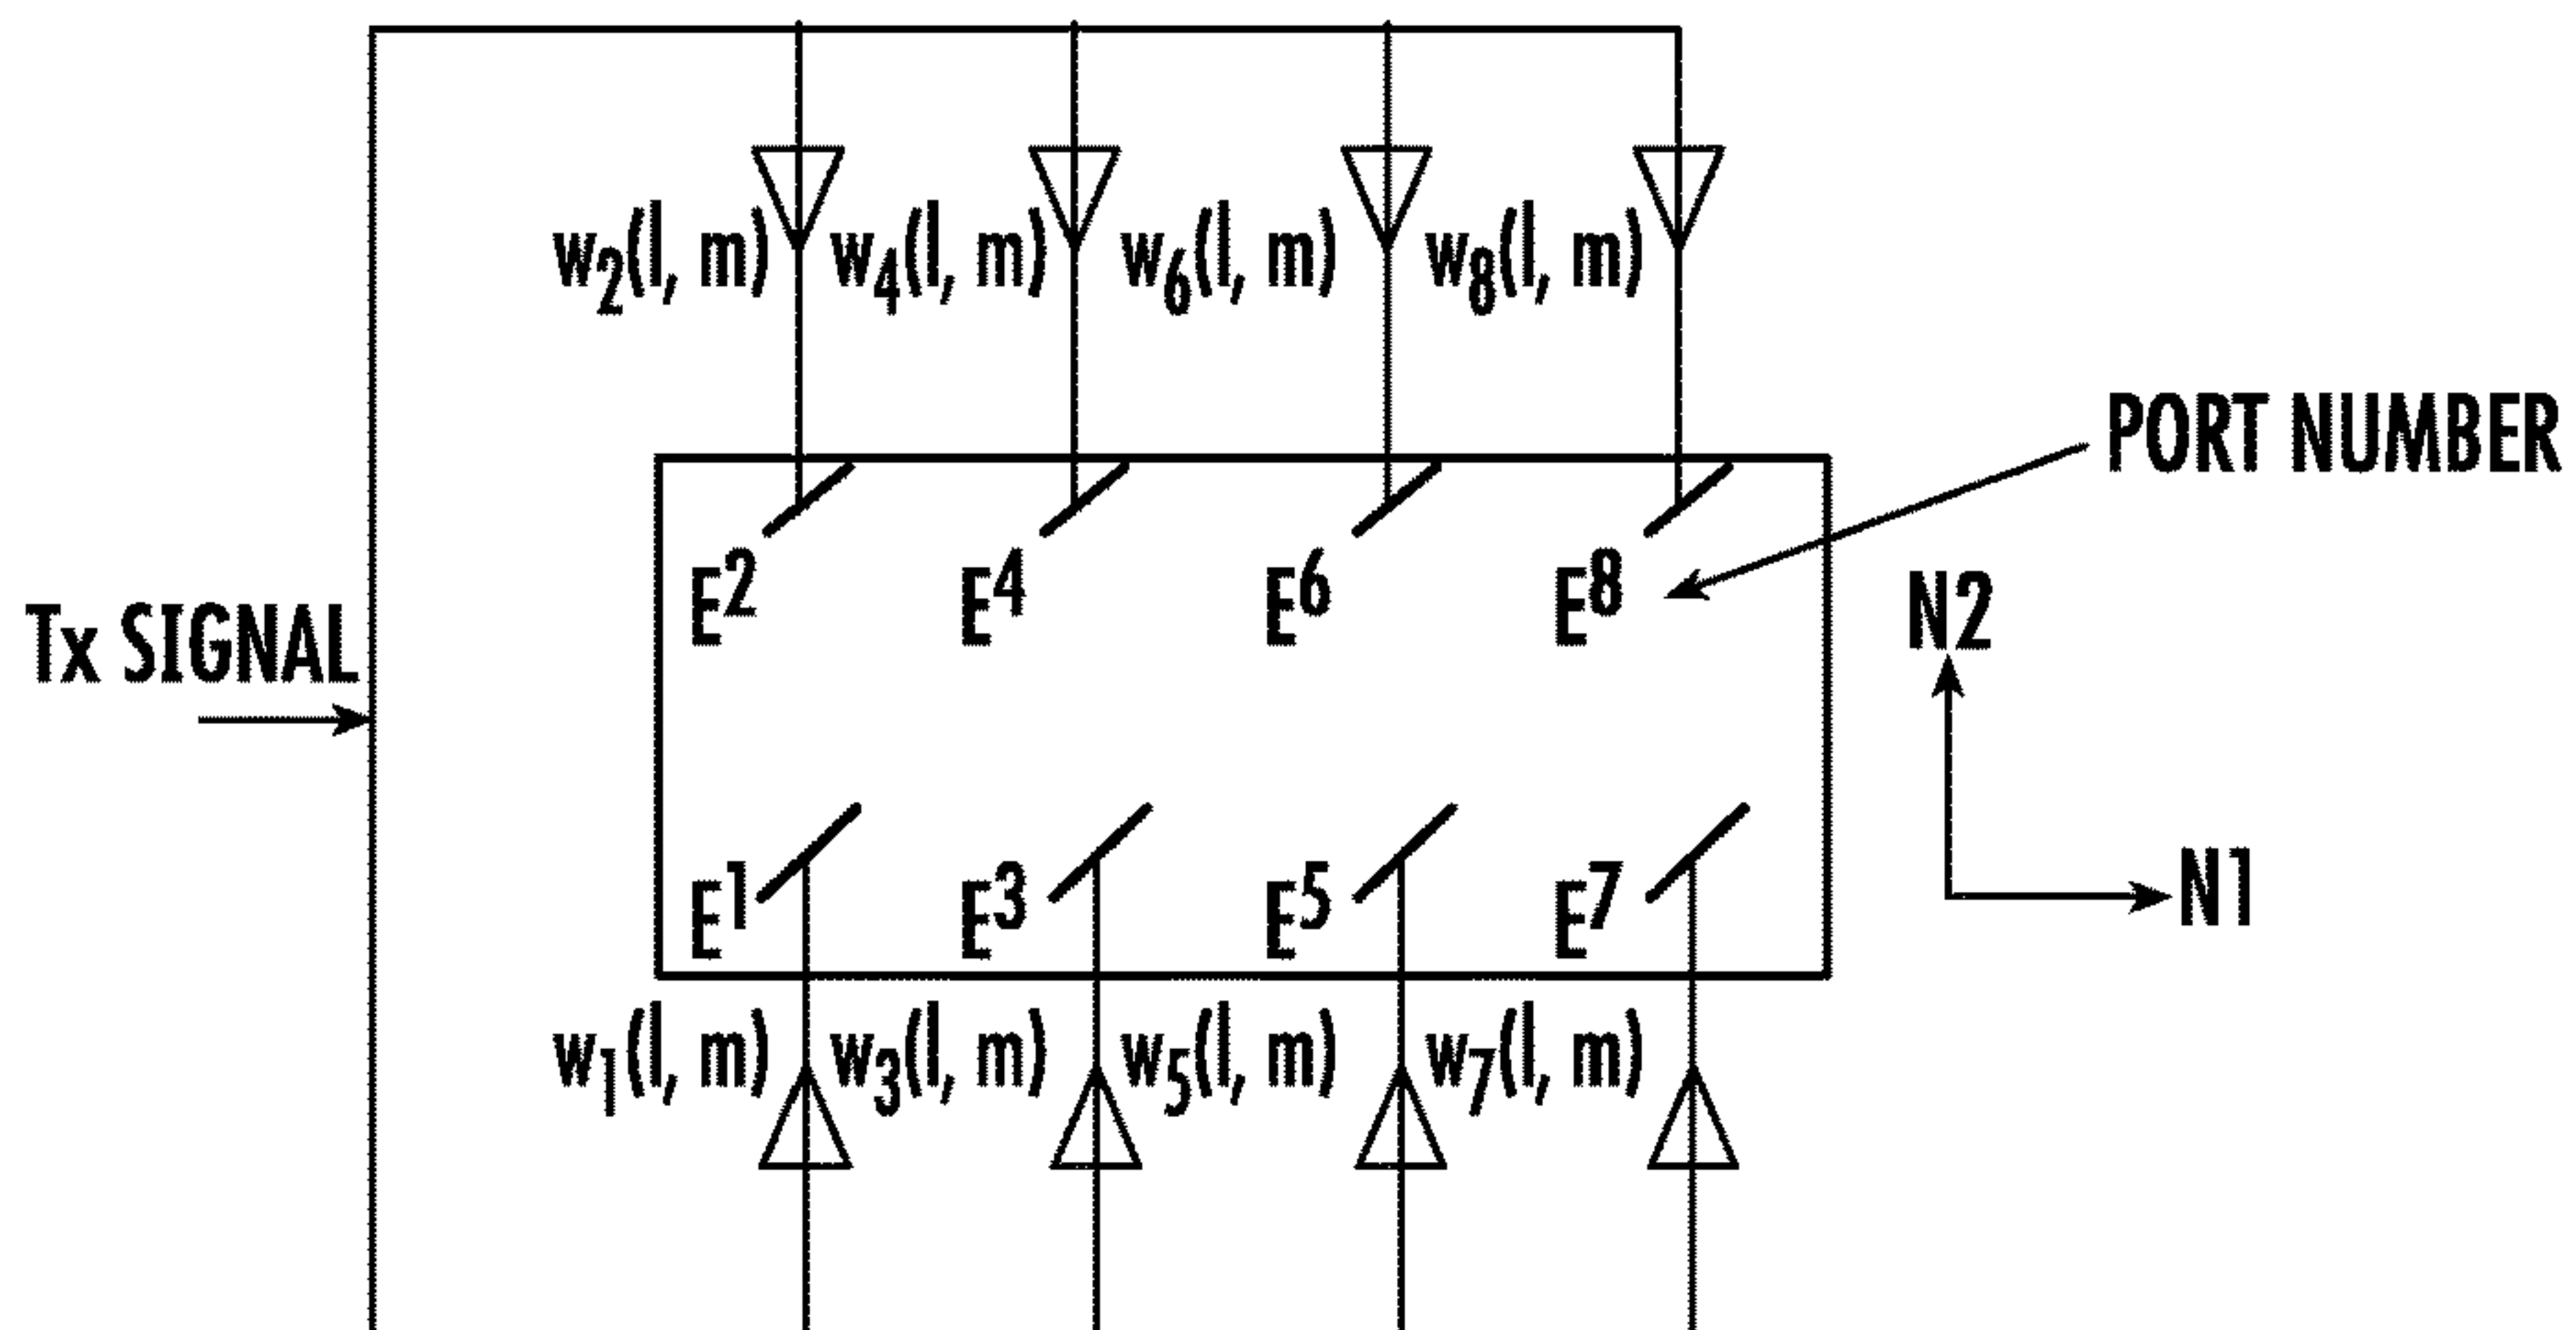 w2(l, m) w4(l, m) w6(l, m) w8(l, m)
PORT NUMBER
E2 E4 E6 E8
N2
Tx SIGNAL
E1 E3 E5 E7
N1
w1(l, m) w3(l, m) w5(l, m) w7(l, m)